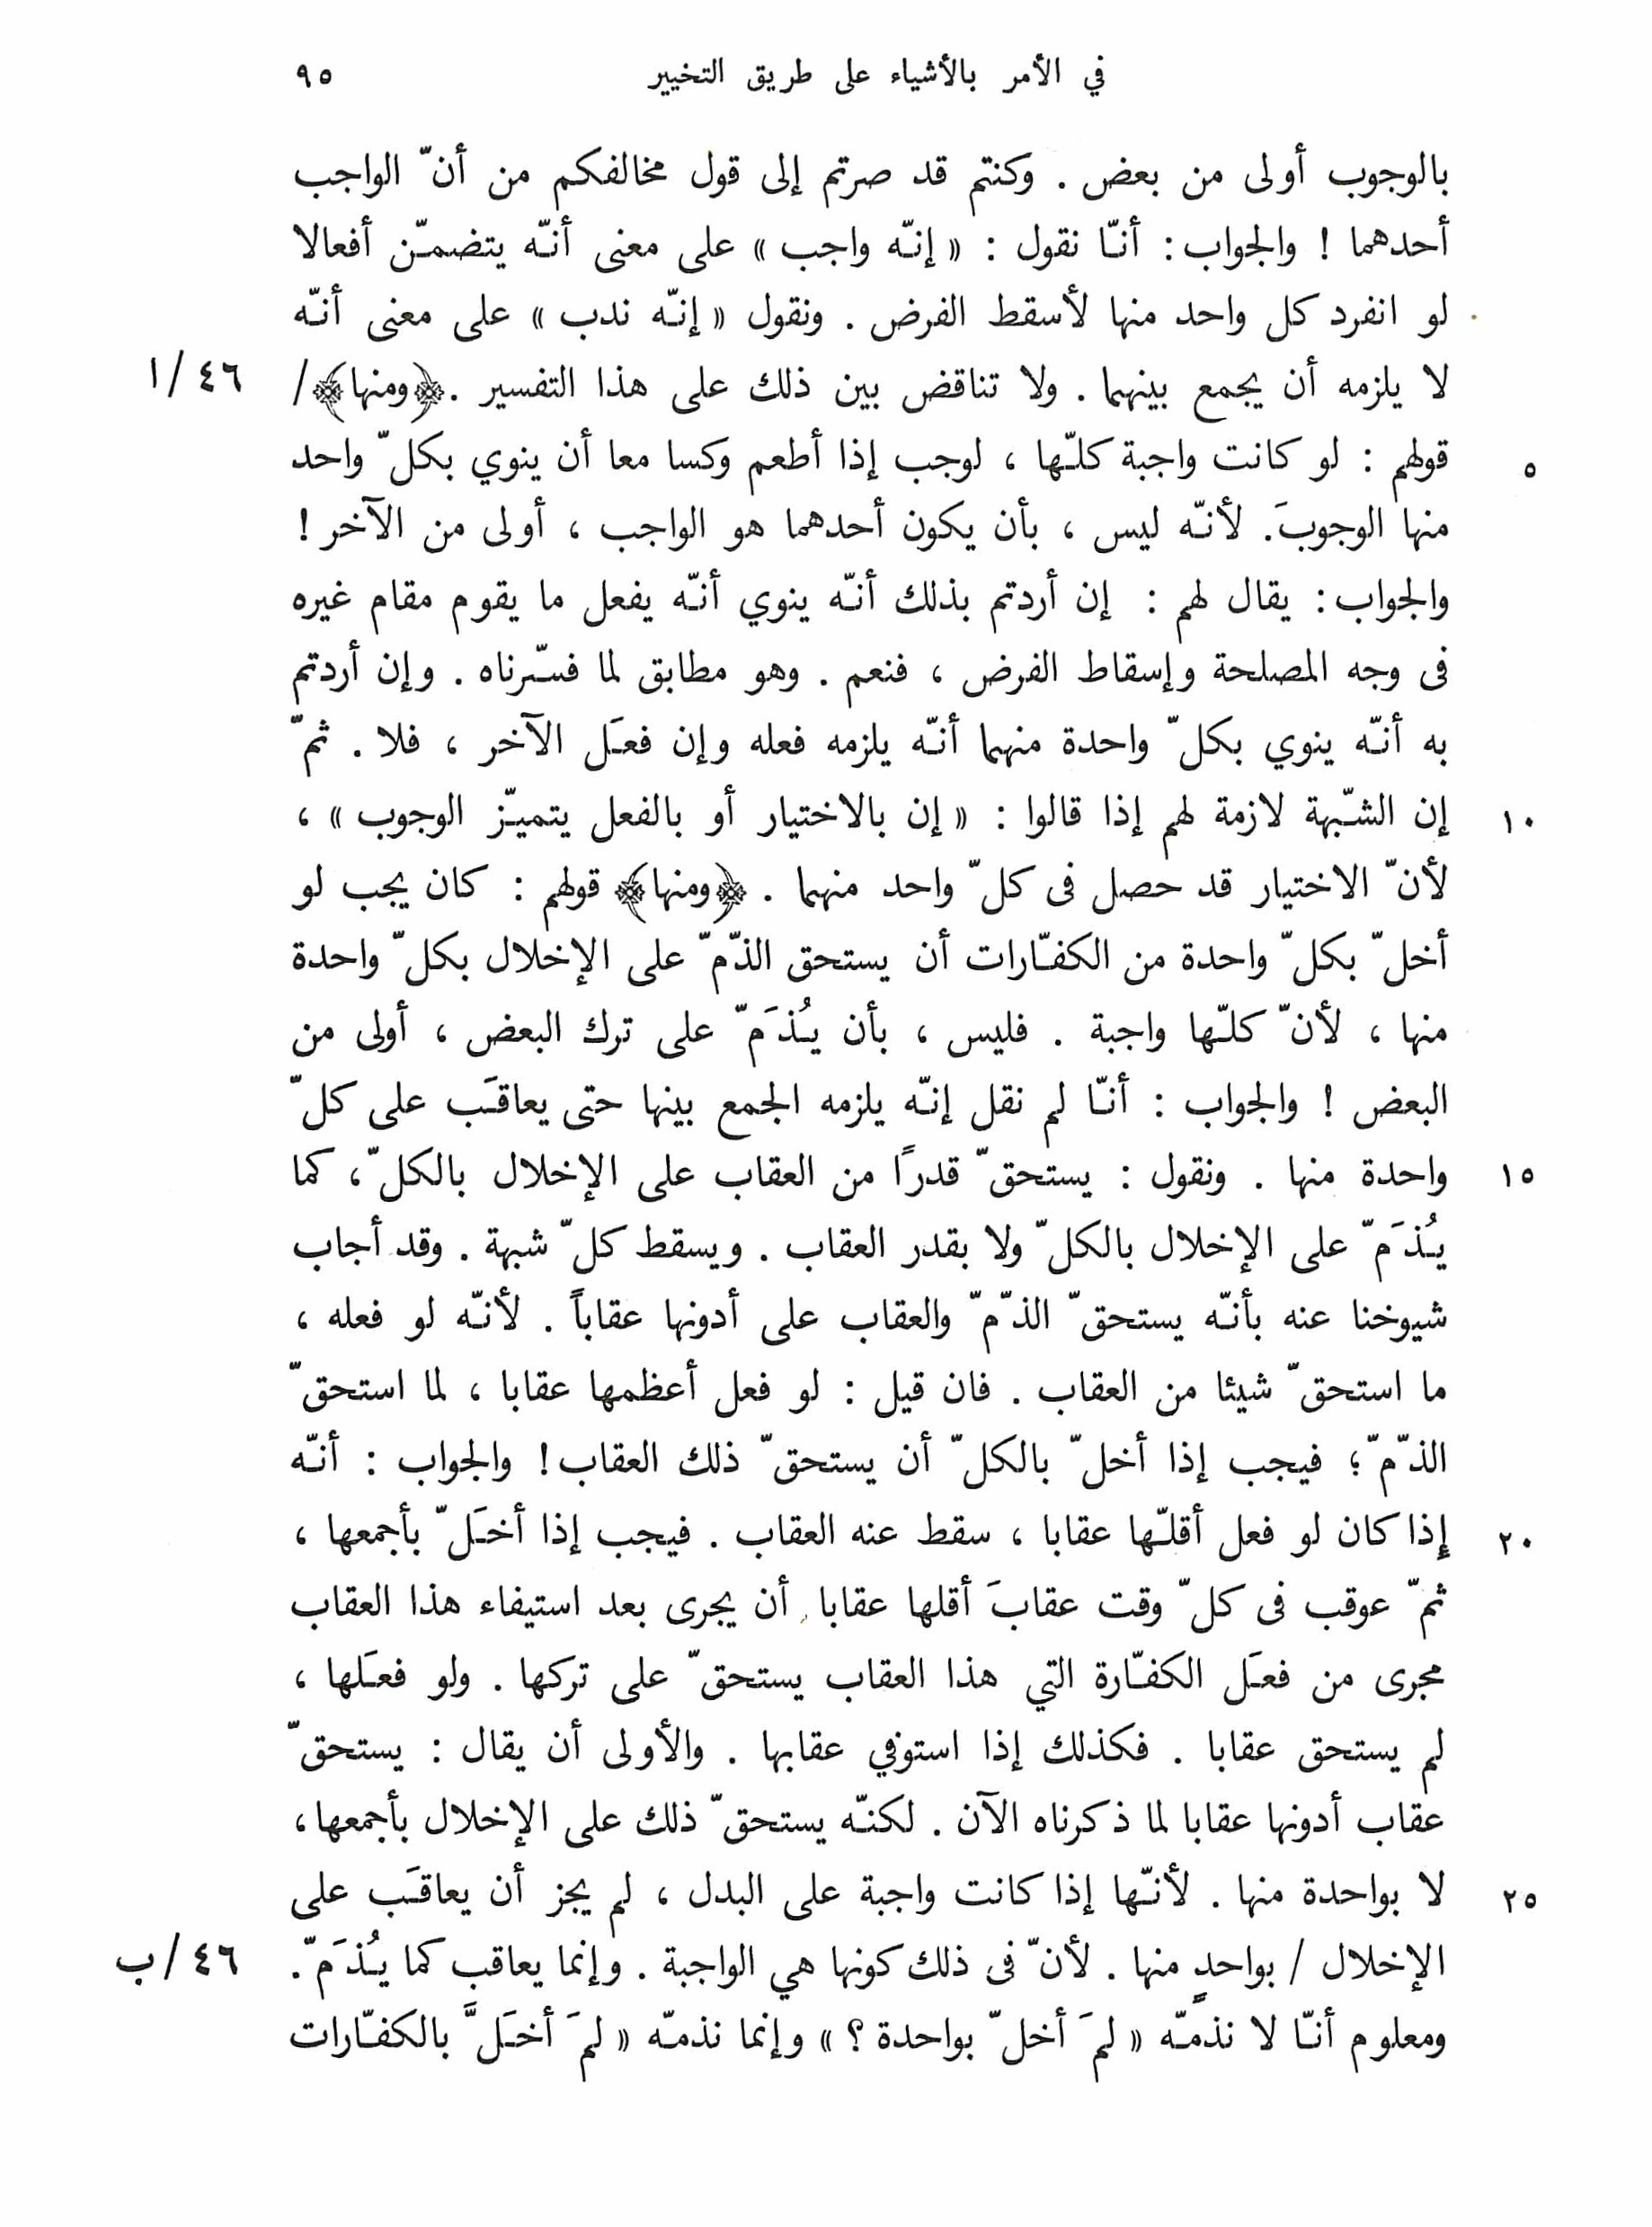 في الأمر بالأشياء على طريق التخيير ٩٥
بالوجوب أولى من بعض . وكنتم قد صرتم إلى قول مخالفكم من أنّ الواجب
أحدهما ! والجواب : أنّا نقول : « إنّه واجب » على معنى أنّه يتضمّن أفعالا
لو انفرد كل واحد منها لأسقط الفرض . ونقول « إنّه ندب » على معنى أنّه
لا يلزمه أن يجمع بينهما . ولا تناقض بين ذلك على هذا التفسير . ﴿ومنها﴾ / ٤٦/ ا
قولهم : لو كانت واجبة كلّها ، لوجب إذا أطعم وكسا معا أن ينوي بكلّ واحد ٥
منها الوجوبَ. لأنّه ليس ، بأن يكون أحدهما هو الواجب ، أولى من الآخر !
والجواب : يقال لهم : إن أردتم بذلك أنّه ينوي أنّه يفعل ما يقوم مقام غيره
فى وجه المصلحة وإسقاط الفرض ، فنعم . وهو مطابق لما فسّرناه . وإن أردتم
به أنّه ينوي بكلّ واحدة منهما أنّه يلزمه فعله وإن فعَل الآخر ، فلا . ثمّ
إن الشّبهة لازمة لهم إذا قالوا : « إن بالاختيار أو بالفعل يتميّز الوجوب » ، ١٠
لأنّ الاختيار قد حصل فى كلّ واحد منهما . ﴿ومنها﴾ قولهم : كان يجب لو
أخلّ بكلّ واحدة من الكفّارات أن يستحق الذّمّ على الإخلال بكلّ واحدة
منها ، لأنّ كلّها واجبة . فليس ، بأن يُذَمّ على ترك البعض ، أولى من
البعض ! والجواب : أنّا لم نقل إنّه يلزمه الجمع بينها حتى يعاقَب على كلّ
واحدة منها . ونقول : يستحقّ قدرًا من العقاب على الإخلال بالكلّ ، كما ١٥
يُذَمّ على الإخلال بالكلّ ولا بقدر العقاب . ويسقط كلّ شبهة . وقد أجاب
شيوخنا عنه بأنّه يستحقّ الذّمّ والعقاب على أدونها عقاباً . لأنّه لو فعله ،
ما استحقّ شيئا من العقاب . فان قيل : لو فعل أعظمها عقابا ، لما استحقّ
الذّمّ ؛ فيجب إذا أخلّ بالكلّ أن يستحقّ ذلك العقاب ! والجواب : أنّه
إذا كان لو فعل أقلّها عقابا ، سقط عنه العقاب . فيجب إذا أخَلّ بأجمعها ، ٢٠
ثمّ عوقب فى كلّ وقت عقابَ أقلها عقابا أن يجرى بعد استيفاء هذا العقاب
مجرى من فعَل الكفّارة التي هذا العقاب يستحقّ على تركها . ولو فعَلها ،
لم يستحق عقابا . فكذلك إذا استوفي عقابها . والأولى أن يقال : يستحقّ
عقاب أدونها عقابا لما ذكرناه الآن . لكنّه يستحقّ ذلك على الإخلال بأجمعها ،
لا بواحدة منها . لأنّها إذا كانت واجبة على البدل ، لم يجز أن يعاقَب على ٢٥
الإخلال / بواحدٍ منها . لأنّ فى ذلك كونها هي الواجبة . وإنما يعاقب كما يُذَمّ . ٤٦/ب
ومعلوم أنّا لا نذمّه « لمَ أخلّ بواحدة ؟ » وإنما نذمّه « لمَ أخَلَّ بالكفّارات